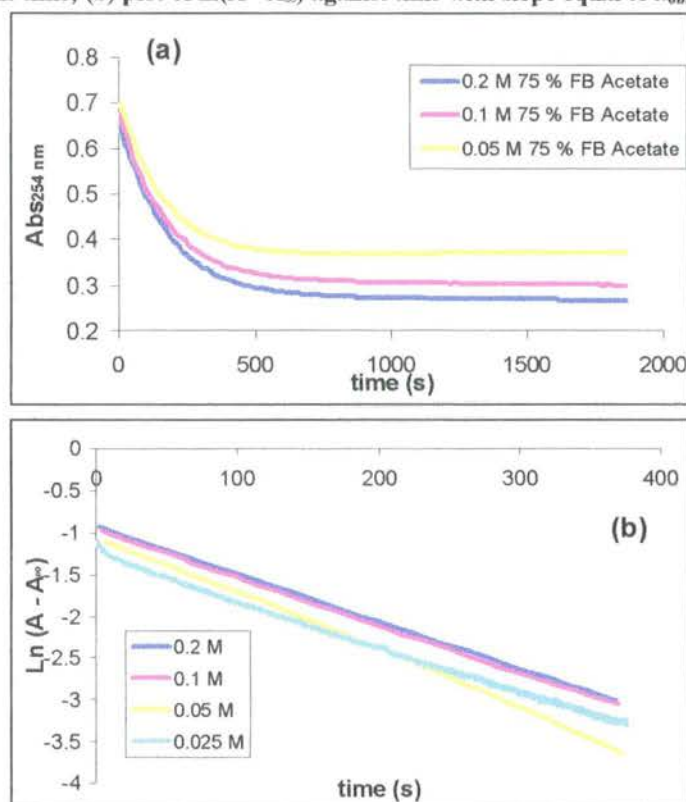 (a)
0.8
0.7
0.6
0.5
0.4
0.3
0.2
Abs254 nm
0.2 M 75 % FB Acetate
0.1 M 75 % FB Acetate
0.05 M 75 % FB Acetate
0
500
1000
1500
2000
time (s)
0
-0.5
-1
-1.5
-2
-2.5
-3
-3.5
-4
Ln (A - A∞)
0
100
200
300
400
(b)
0.2 M
0.1 M
0.05 M
0.025 M
time (s)